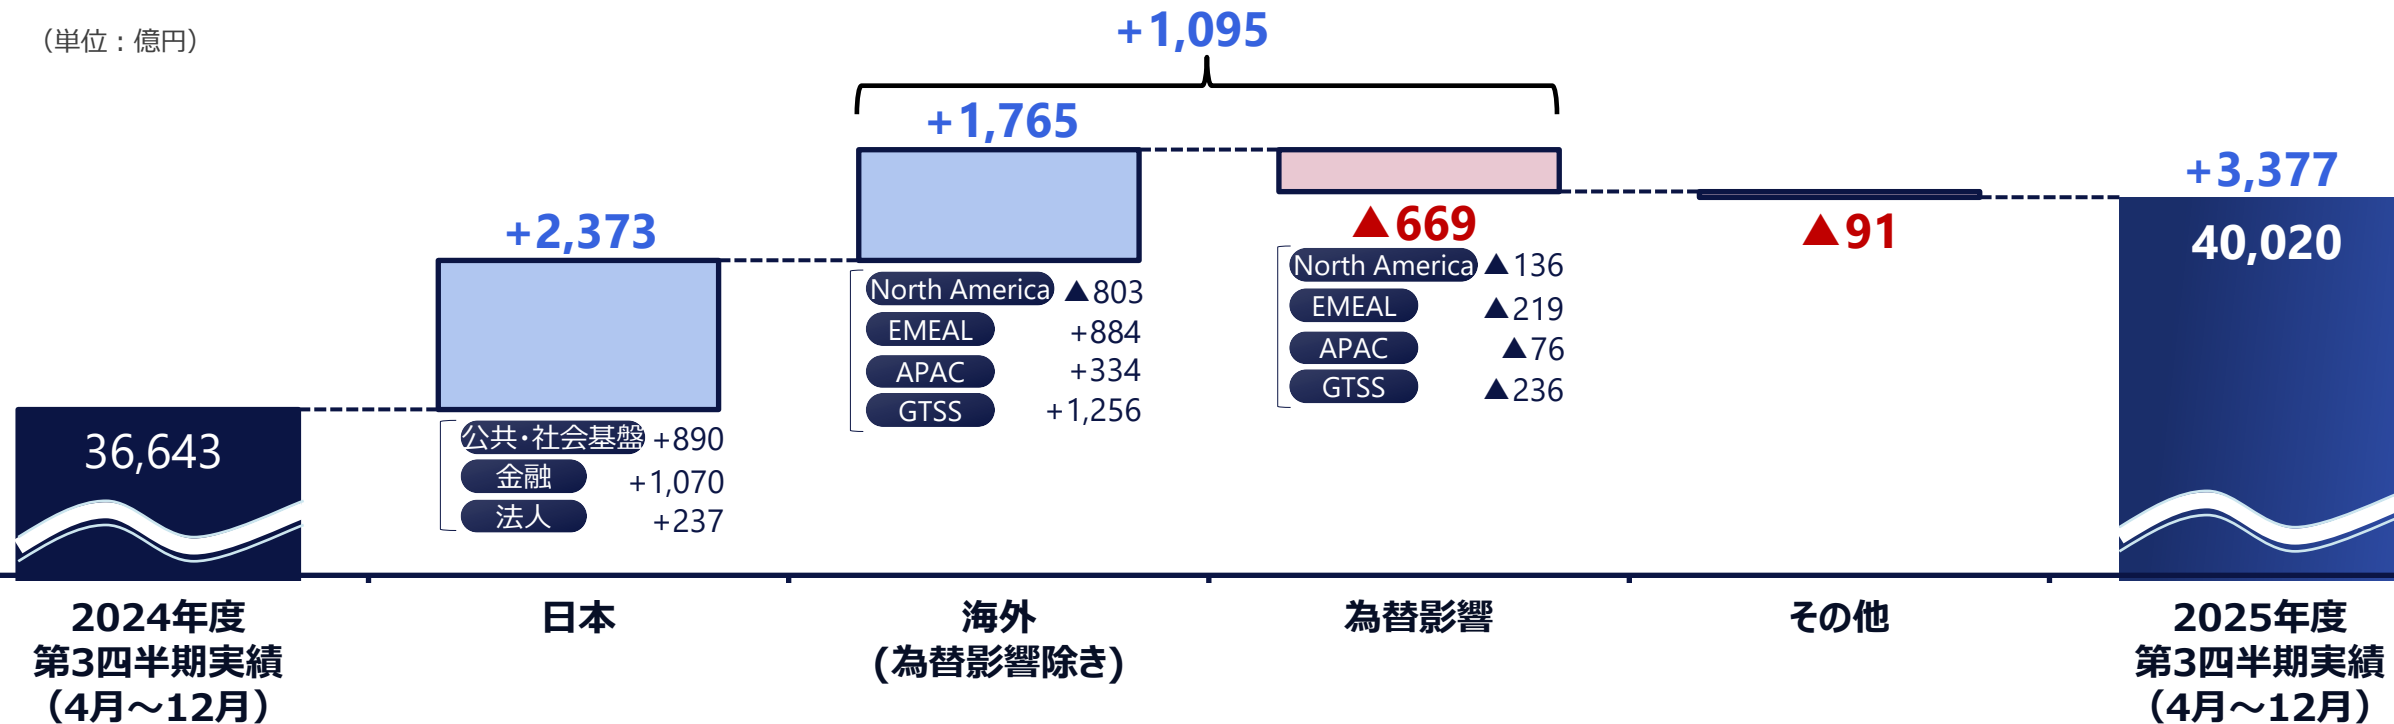 （単位：億円）
+1,095
+1,765
+3,377
+2,373
▲669
▲91
40,020
North America ▲803
EMEAL +884
APAC +334
GTSS +1,256
North America ▲136
EMEAL ▲219
APAC ▲76
GTSS ▲236
36,643
公共・社会基盤 +890
金融 +1,070
法人 +237
2024年度
第3四半期実績
（4月～12月）
日本
海外
(為替影響除き)
為替影響
その他
2025年度
第3四半期実績
（4月～12月）